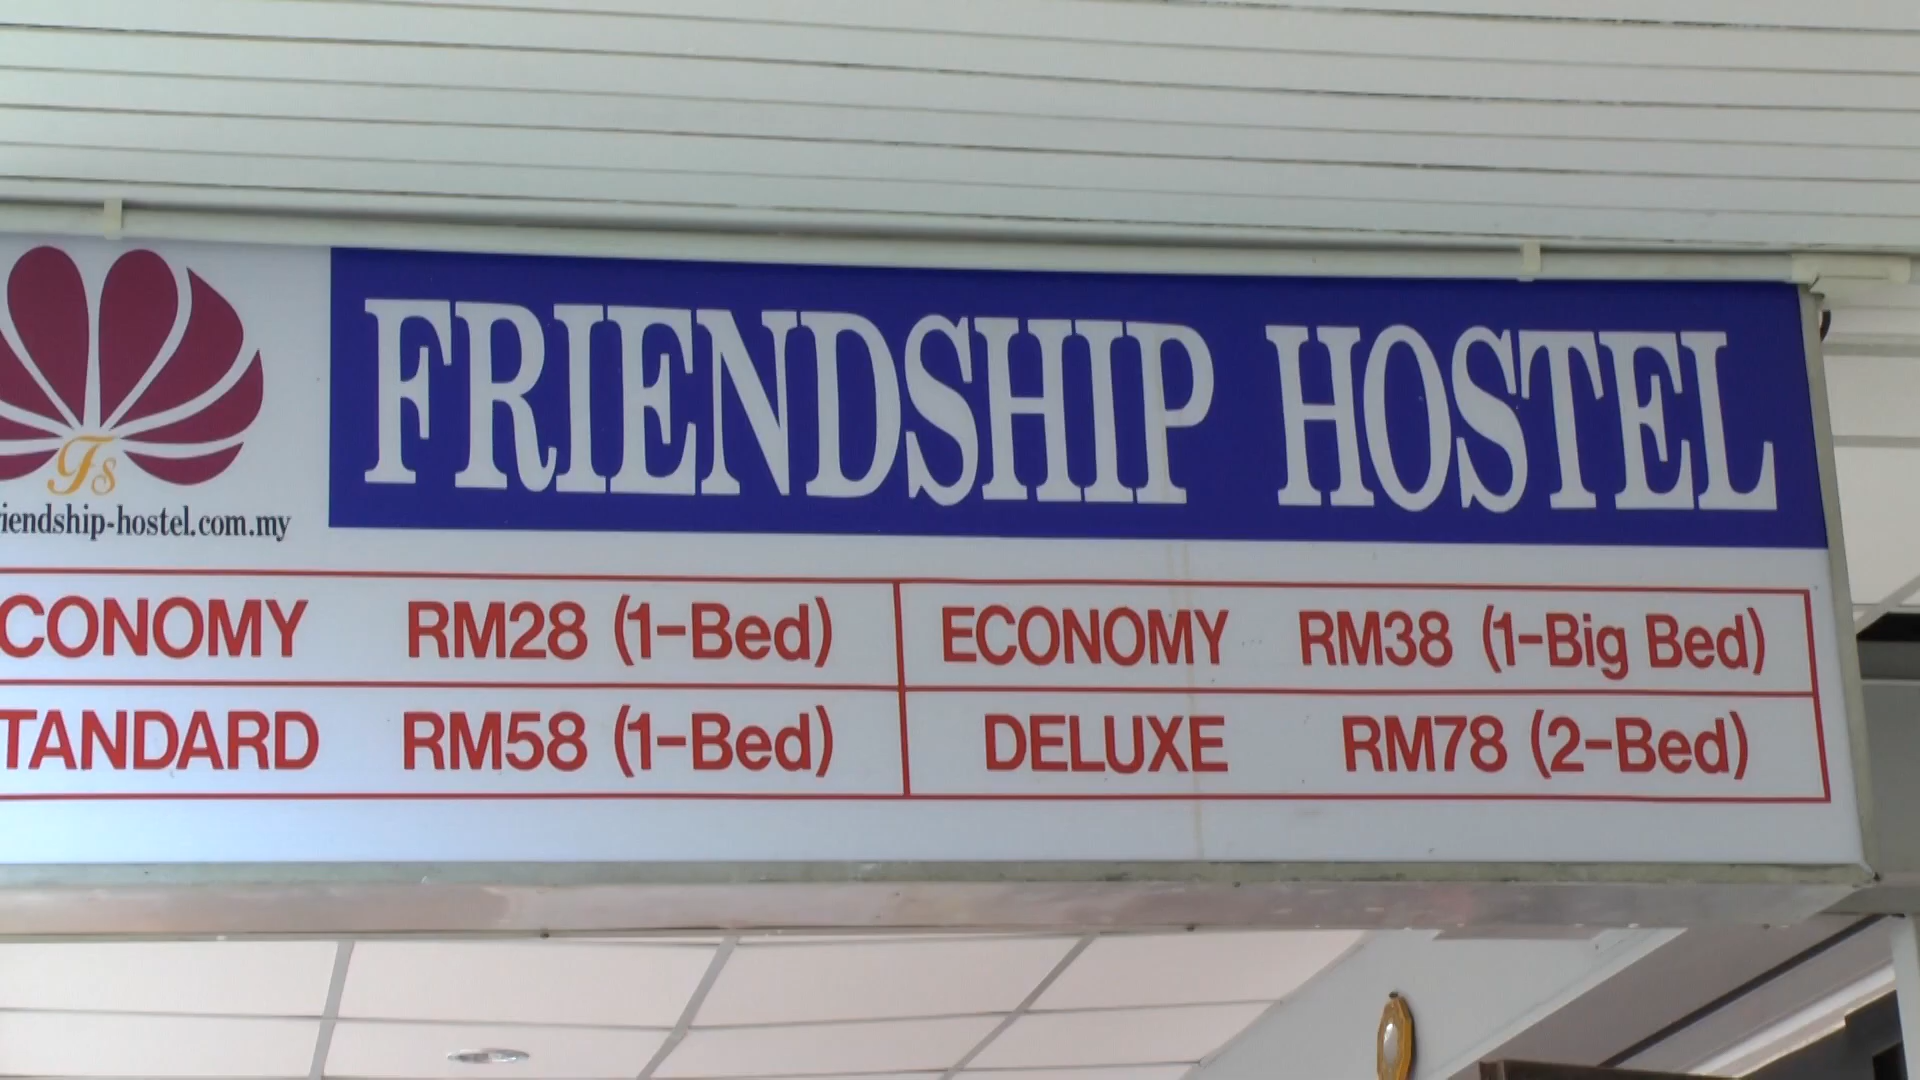 FRIENDSHIP HOSTEL
Fs
riendship-hostel.com.my
CONOMY RM28 (1-Bed) ECONOMY RM38 (1-Big Bed)
TANDARD RM58 (1-Bed) DELUXE RM78 (2-Bed)